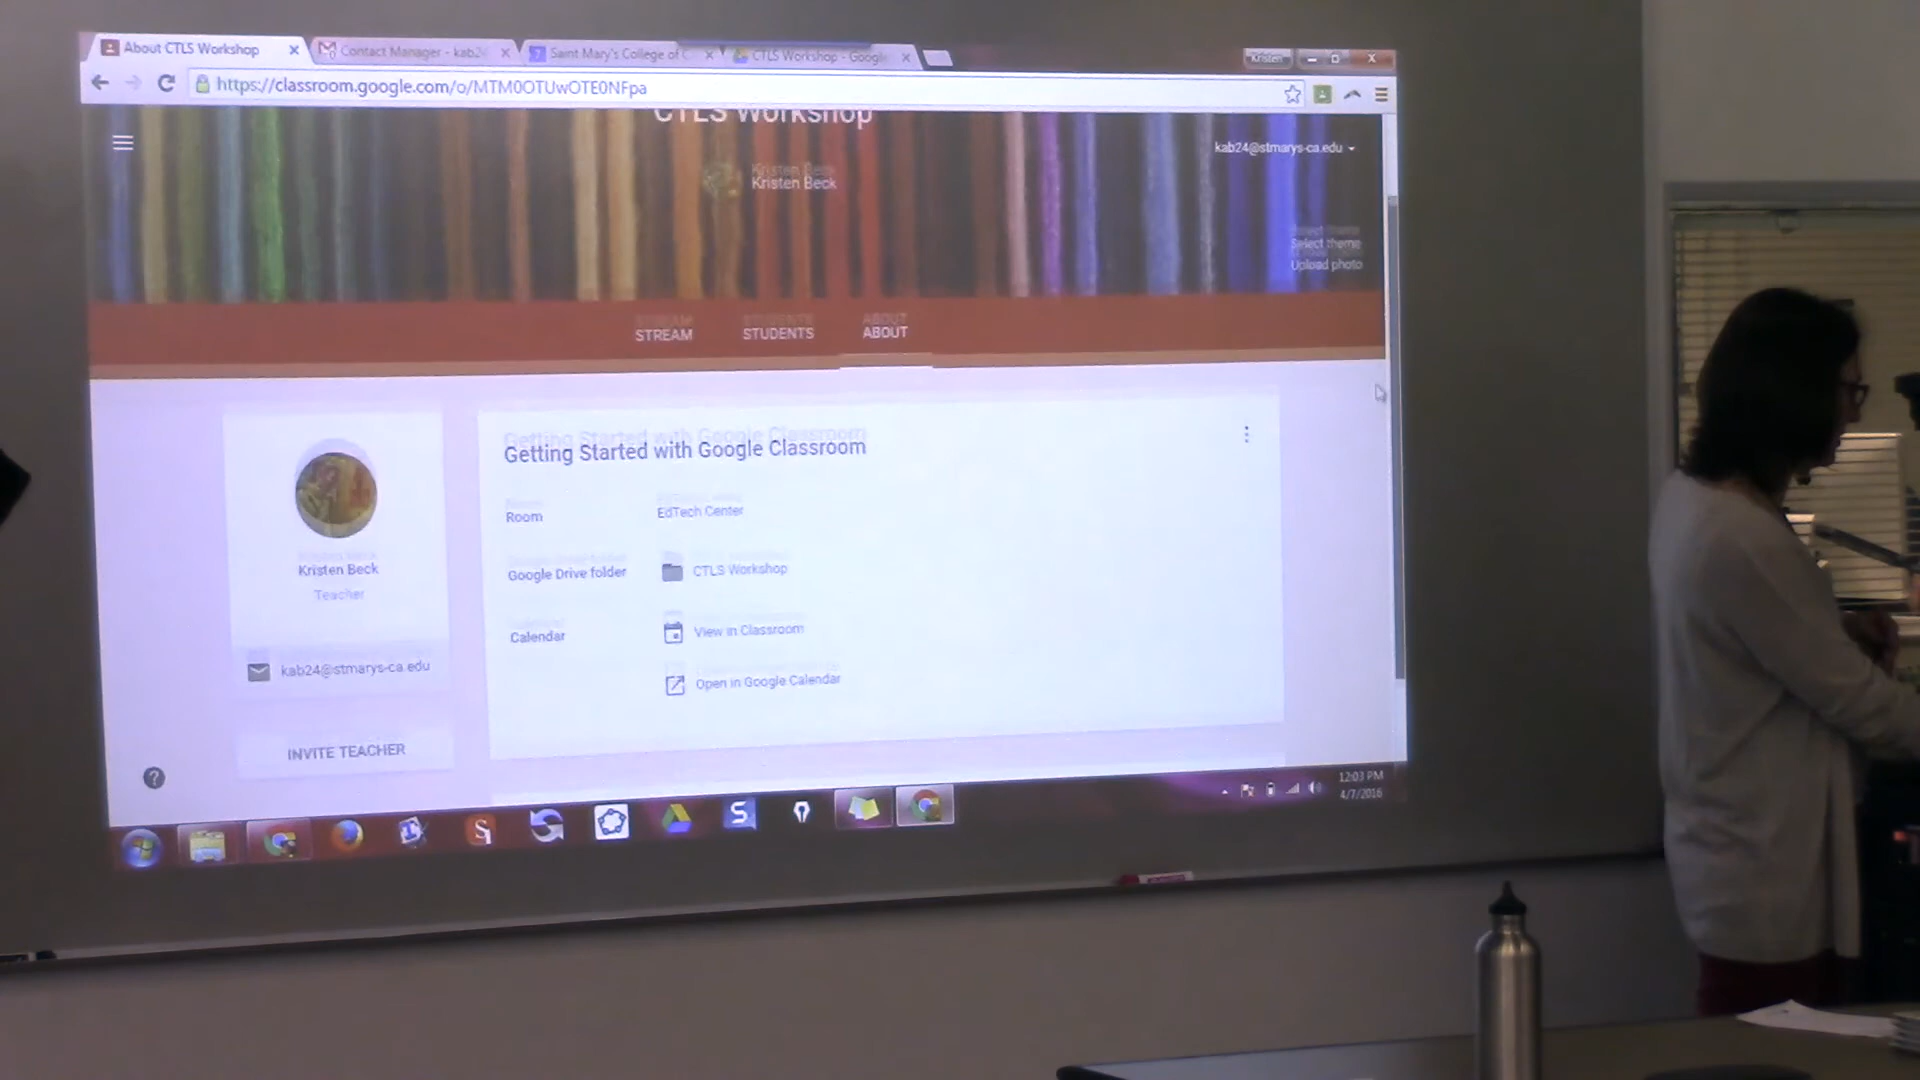 About CTLS Workshop
Contact Manager - kab24
Saint Mary's College of C
CTLS Workshop - Google
Kristen
https://classroom.google.com/o/MTM0OTUwOTE0NFpa
CTLS Workshop
kab24@stmarys-ca.edu
Kristen Beck
Select theme
Upload photo
STREAM
STUDENTS
ABOUT
Getting Started with Google Classroom
Room
EdTech Center
Google Drive folder
CTLS Workshop
Calendar
View in Classroom
Open in Google Calendar
Kristen Beck
Teacher
kab24@stmarys-ca.edu
INVITE TEACHER
12:03 PM
4/7/2016